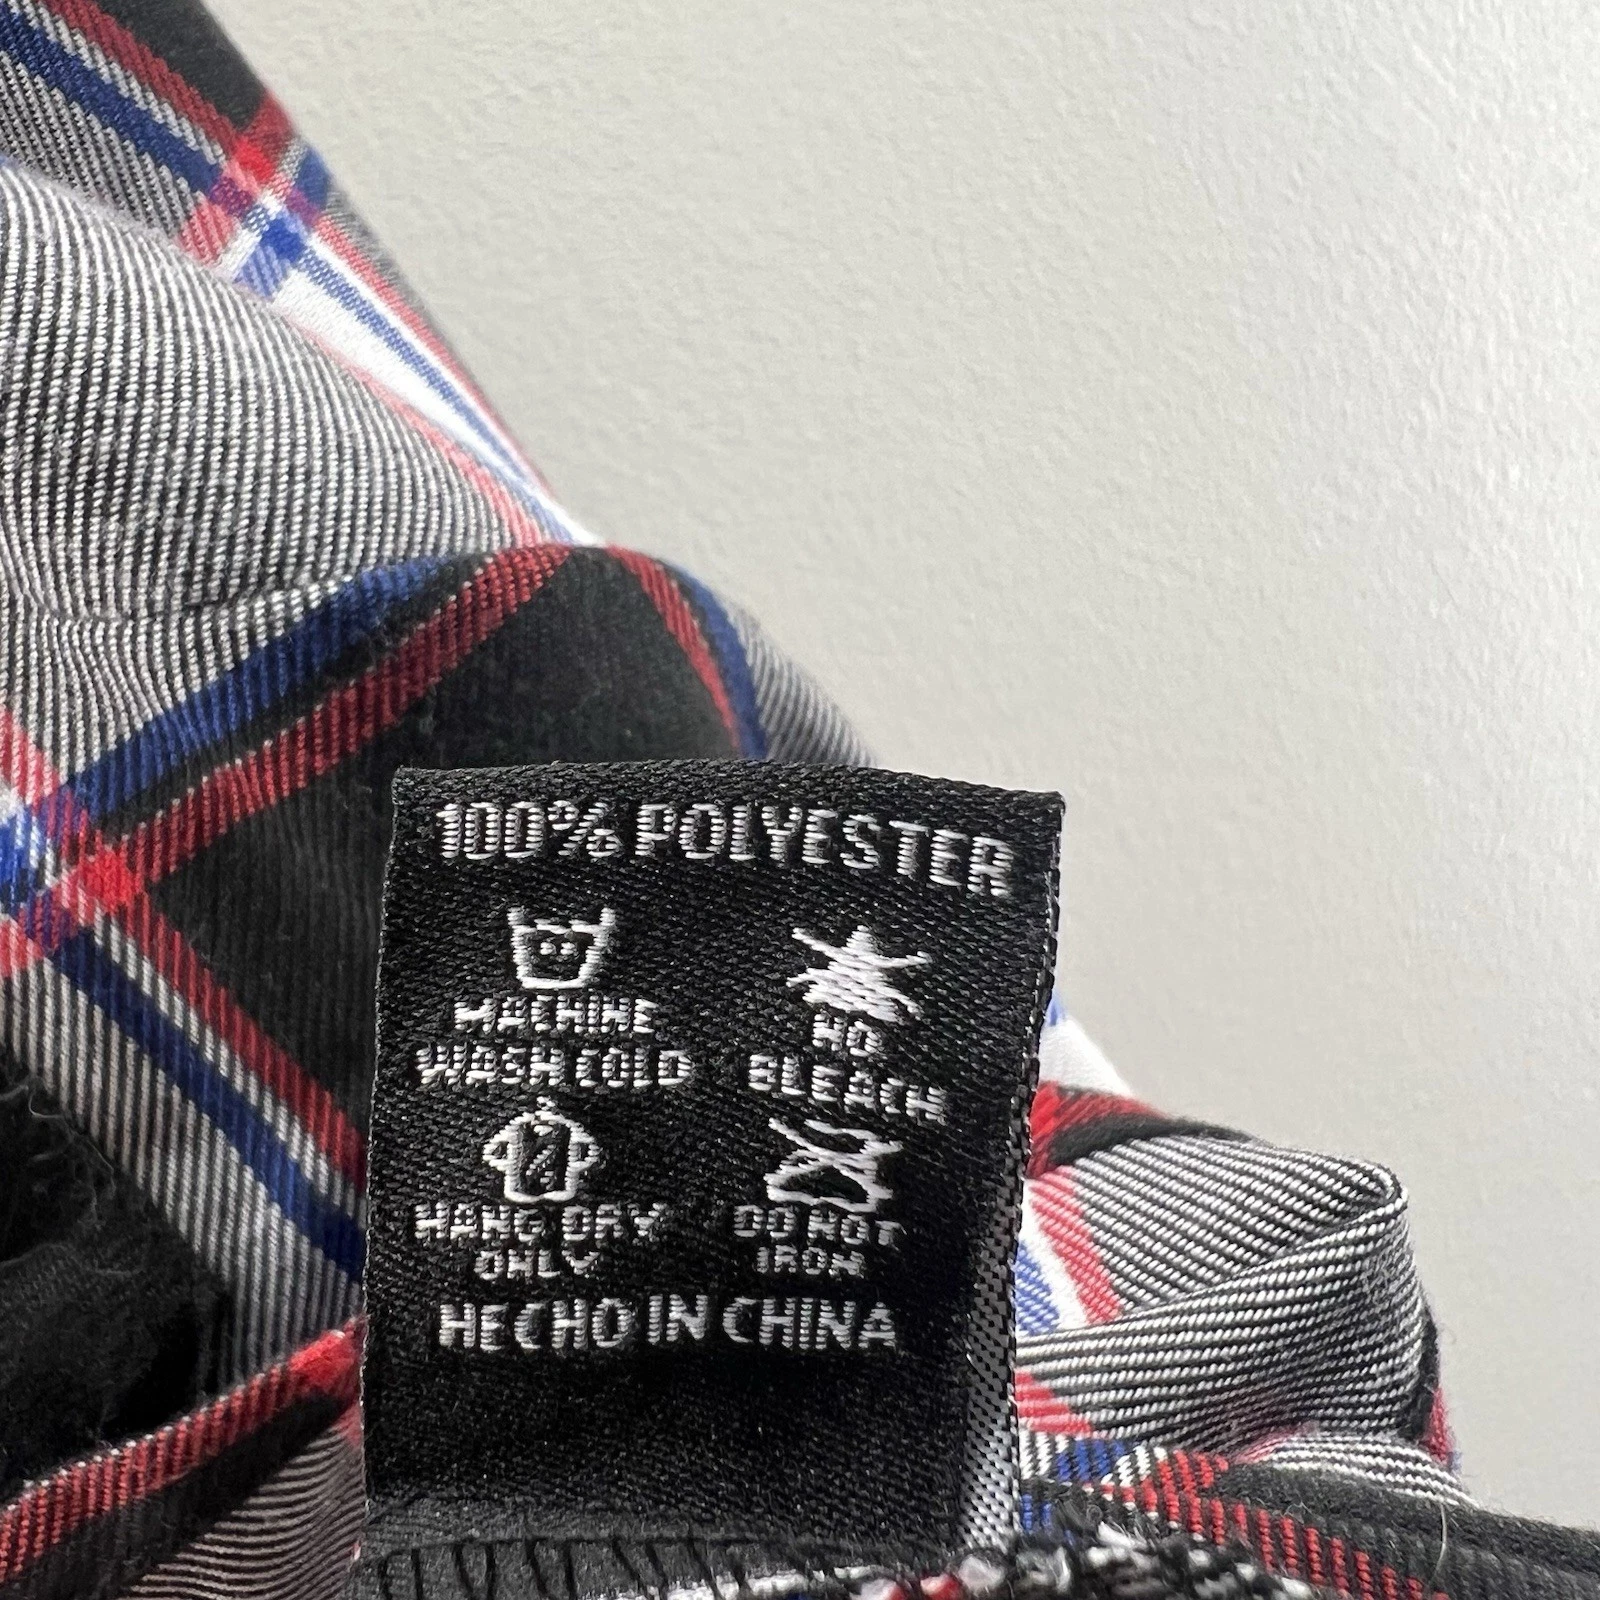 100% POLYESTER
MACHINE
WASH COLD
NO
BLEACH
HANG DRY
ONLY
DO NOT
IRON
HECHO IN CHINA